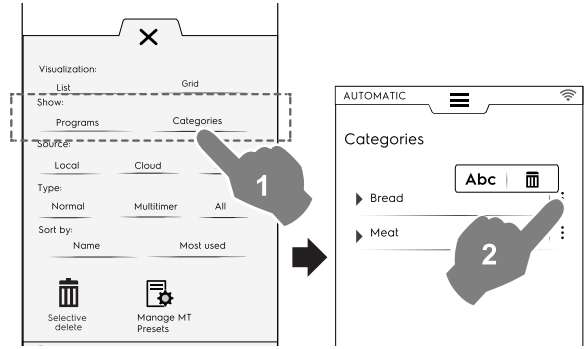 Visualization:
List Grid
Show:
Programs Categories
Source:
Local Cloud
Type:
Normal Multitimer All
Sort by:
Name Most used
Selective
delete
Manage MT
Presets
1
AUTOMATIC
Categories
Abc
Bread
Meat
2